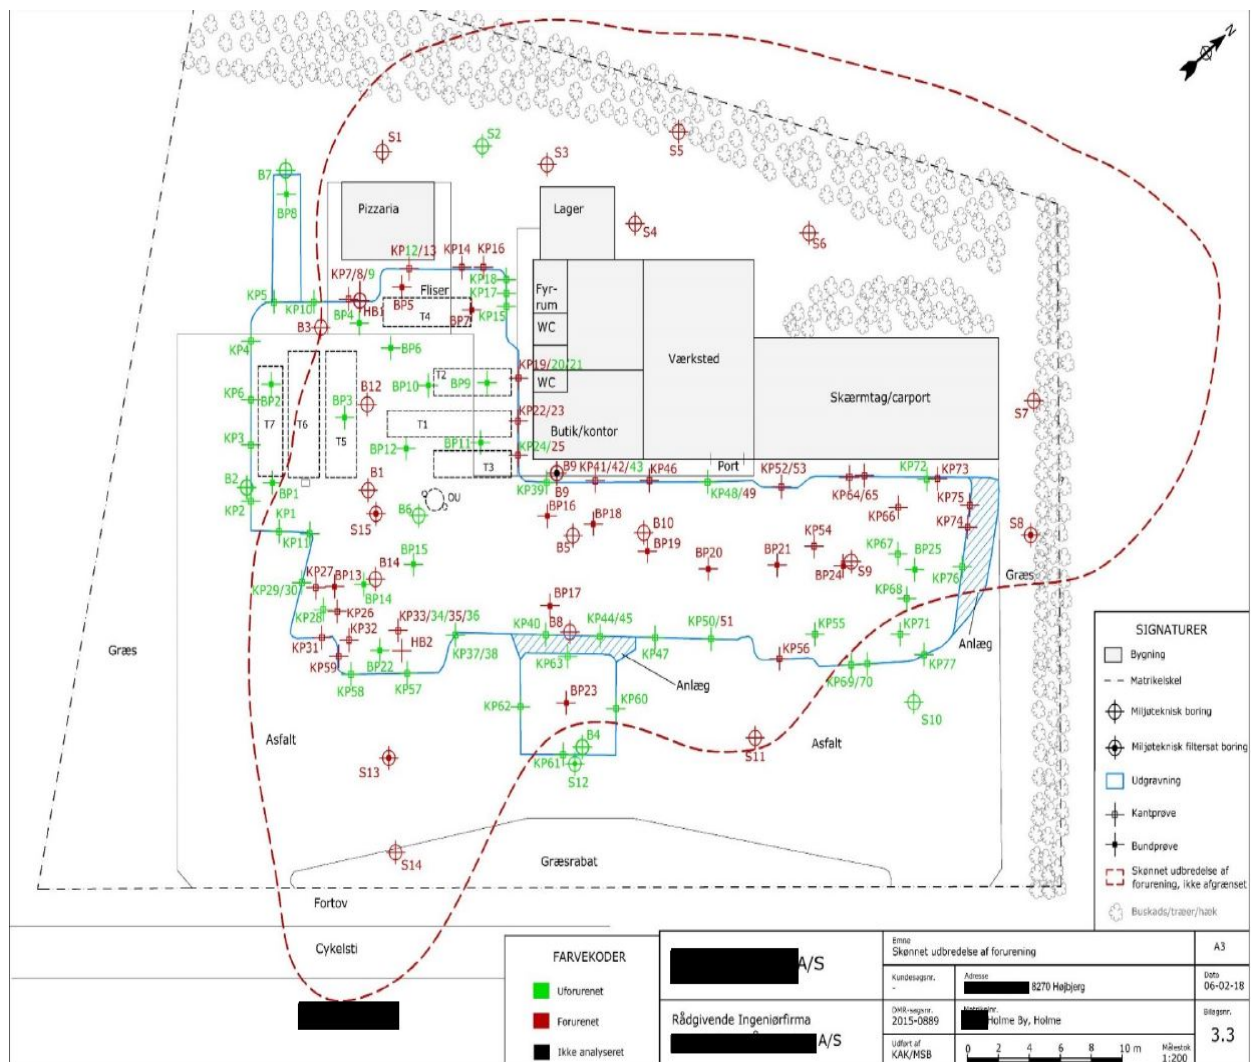 N
S1
S2
S3
S5
B7
BP8
Pizzaria
Lager
S4
S6
KP12/13
KP14
KP16
KP7/8/9
KP18
KP17
KP15
Fliser
BP5
Fyr-
rum
KP5
KP10
HB1
BP4
T4
BP7
B3
WC
KP4
BP6
Værksted
KP19/20/21
T2
BP10
BP9
WC
KP6
BP2
B12
BP3
Skærmtag/carport
S7
T7
T6
T5
T1
KP22/23
Butik/kontor
KP3
BP12
BP11
KP24/25
T3
Port
B9
KP41/42/43
KP46
KP52/53
KP72
KP73
B2
BP1
B1
KP39
B9
KP48/49
KP64/65
KP75
KP2
OU
B6
BP16
BP18
KP66
KP74
KP1
S15
B5
B10
KP54
S8
KP11
BP15
BP19
KP67
BP20
BP21
BP24
S9
BP25
KP76
Græs
KP27
BP13
B14
KP29/30
BP14
KP68
KP28
KP26
BP17
KP33/34/35/36
B8
KP40
KP44/45
KP50/51
KP55
KP71
KP32
KP31
HB2
KP37/38
KP47
Anlæg
Græs
KP59
BP22
KP63
KP56
KP77
KP58
KP57
KP69/70
Anlæg
BP23
KP62
KP60
S10
Asfalt
B4
Asfalt
KP61
S11
S13
S12
S14
Græsrabat
Fortov
Cykelsti
SIGNATURER
Bygning
Matrikelskel
Miljøteknisk boring
Miljøteknisk filtersat boring
Udgravning
Kantprøve
Bundprøve
Skønnet udbredelse af
forurening, ikke afgrænset
Buskads/træer/hæk
FARVEKODER
Uforurenet
Forurenet
Ikke analyseret
A/S
Rådgivende Ingeniørfirma
A/S
Emne
Skønnet udbredelse af forurening
A3
Kundesagsnr.
-
Adresse
8270 Højbjerg
Dato
06-02-18
DMR-sagsnr.
2015-0889
Holme By, Holme
Bilagsnr.
3.3
Udført af
KAK/MSB
0 2 4 6 8 10 m
Målestok
1:200